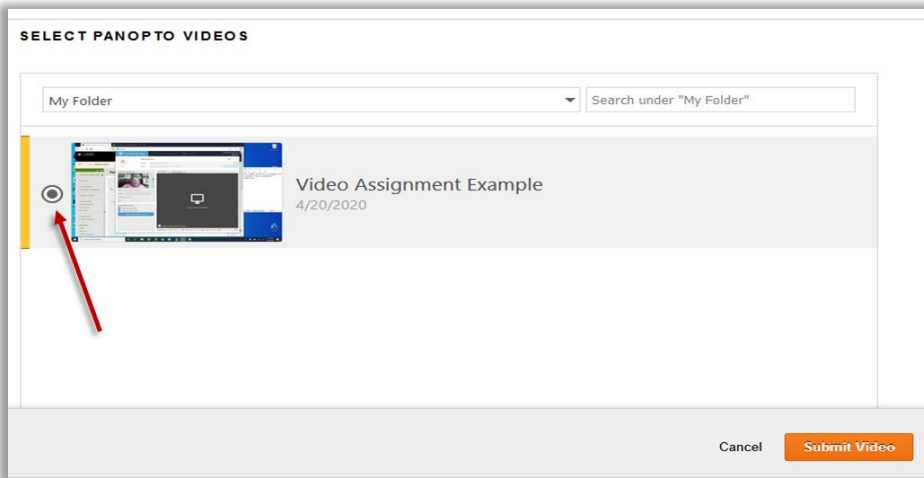 SELECT PANOPTO VIDEOS
My Folder
Search under "My Folder"
Video Assignment Example
4/20/2020
Cancel
Submit Video